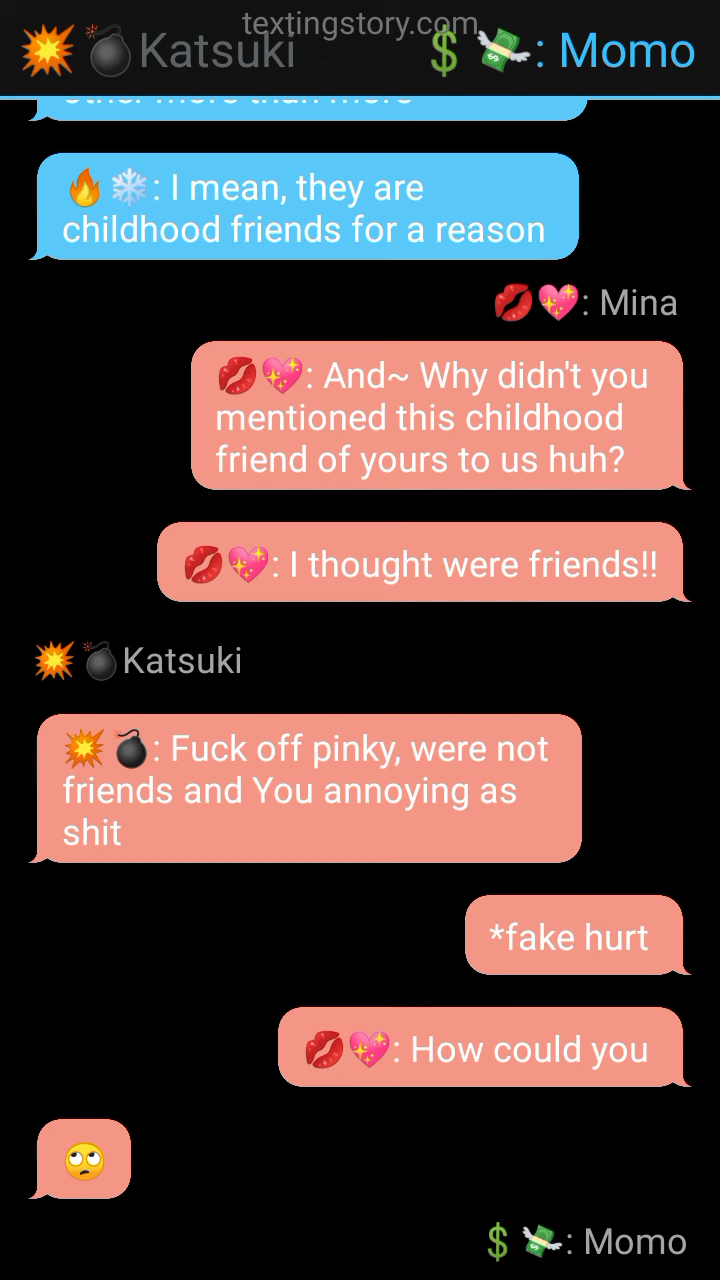 textingstory.com
💥💣Katsuki
💲💸: Momo
🔥❄️: I mean, they are
childhood friends for a reason
💋💖: Mina
💋💖: And~ Why didn't you
mentioned this childhood
friend of yours to us huh?
💋💖: I thought were friends!!
💥💣Katsuki
💥💣: Fuck off pinky, were not
friends and You annoying as
shit
*fake hurt
💋💖: How could you
🙄
💲💸: Momo